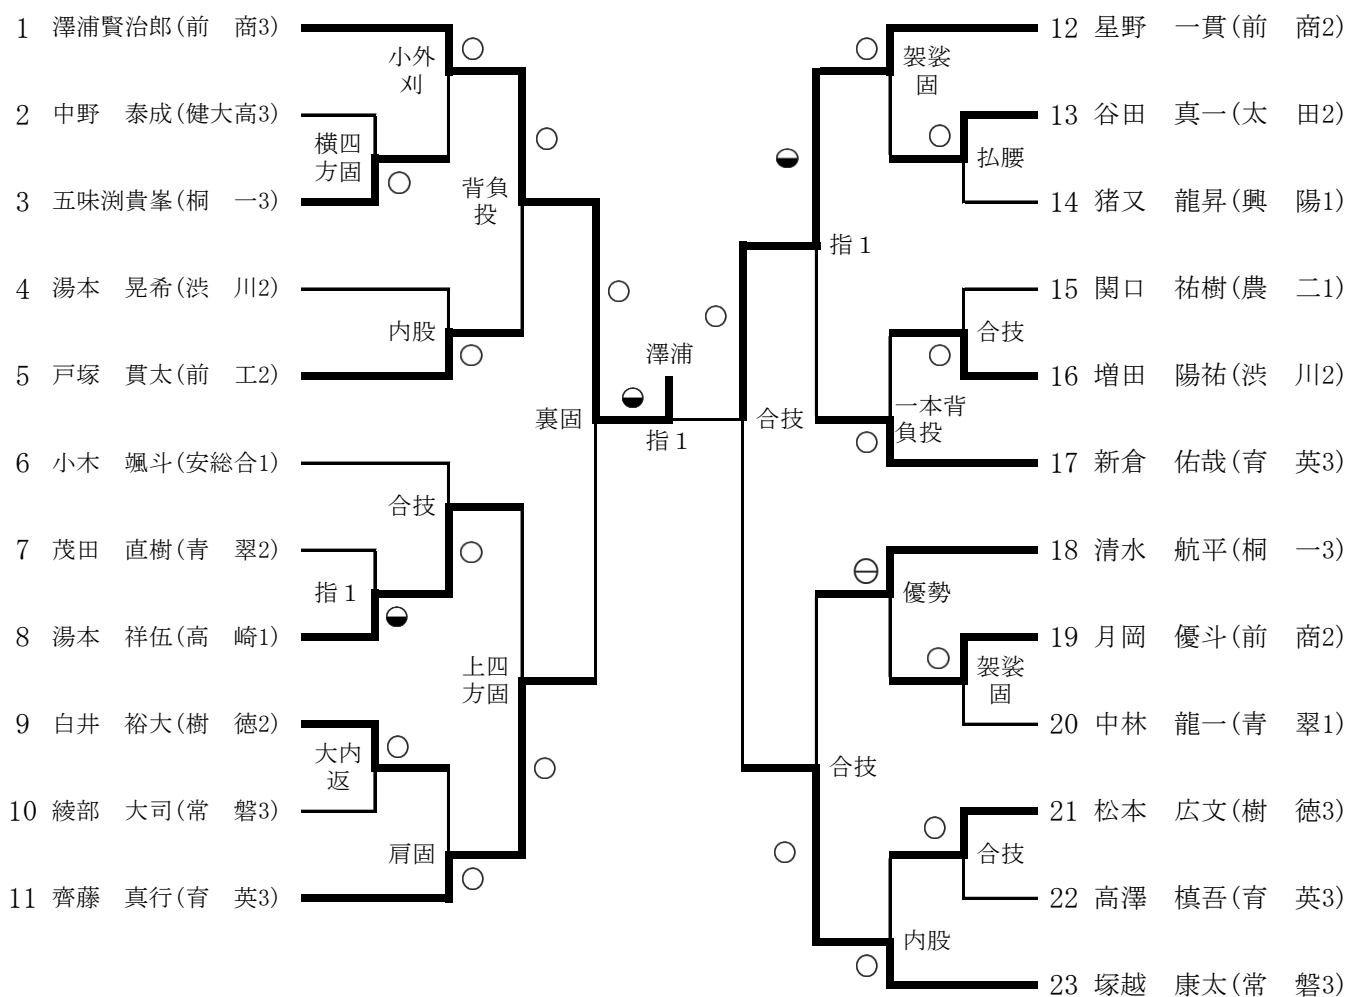 1 澤浦賢治郎(前 商3)
小外
刈
2 中野 泰成(健大高3)
横四
方固
3 五味渕貴峯(桐 一3)
背負
投
4 湯本 晃希(渋 川2)
内股
5 戸塚 貫太(前 工2)
裏固
6 小木 颯斗(安総合1)
合技
7 茂田 直樹(青 翠2)
指1
8 湯本 祥伍(高 崎1)
上四
方固
9 白井 裕大(樹 徳2)
大内
返
10 綾部 大司(常 磐3)
肩固
11 齊藤 真行(育 英3)
澤浦
指1
12 星野 一貫(前 商2)
袈裟
固
13 谷田 真一(太 田2)
払腰
14 猪又 龍昇(興 陽1)
指1
15 関口 祐樹(農 二1)
合技
16 増田 陽祐(渋 川2)
一本背
負投
17 新倉 佑哉(育 英3)
合技
18 清水 航平(桐 一3)
優勢
19 月岡 優斗(前 商2)
袈裟
固
20 中林 龍一(青 翠1)
合技
21 松本 広文(樹 徳3)
合技
22 高澤 槙吾(育 英3)
内股
23 塚越 康太(常 磐3)